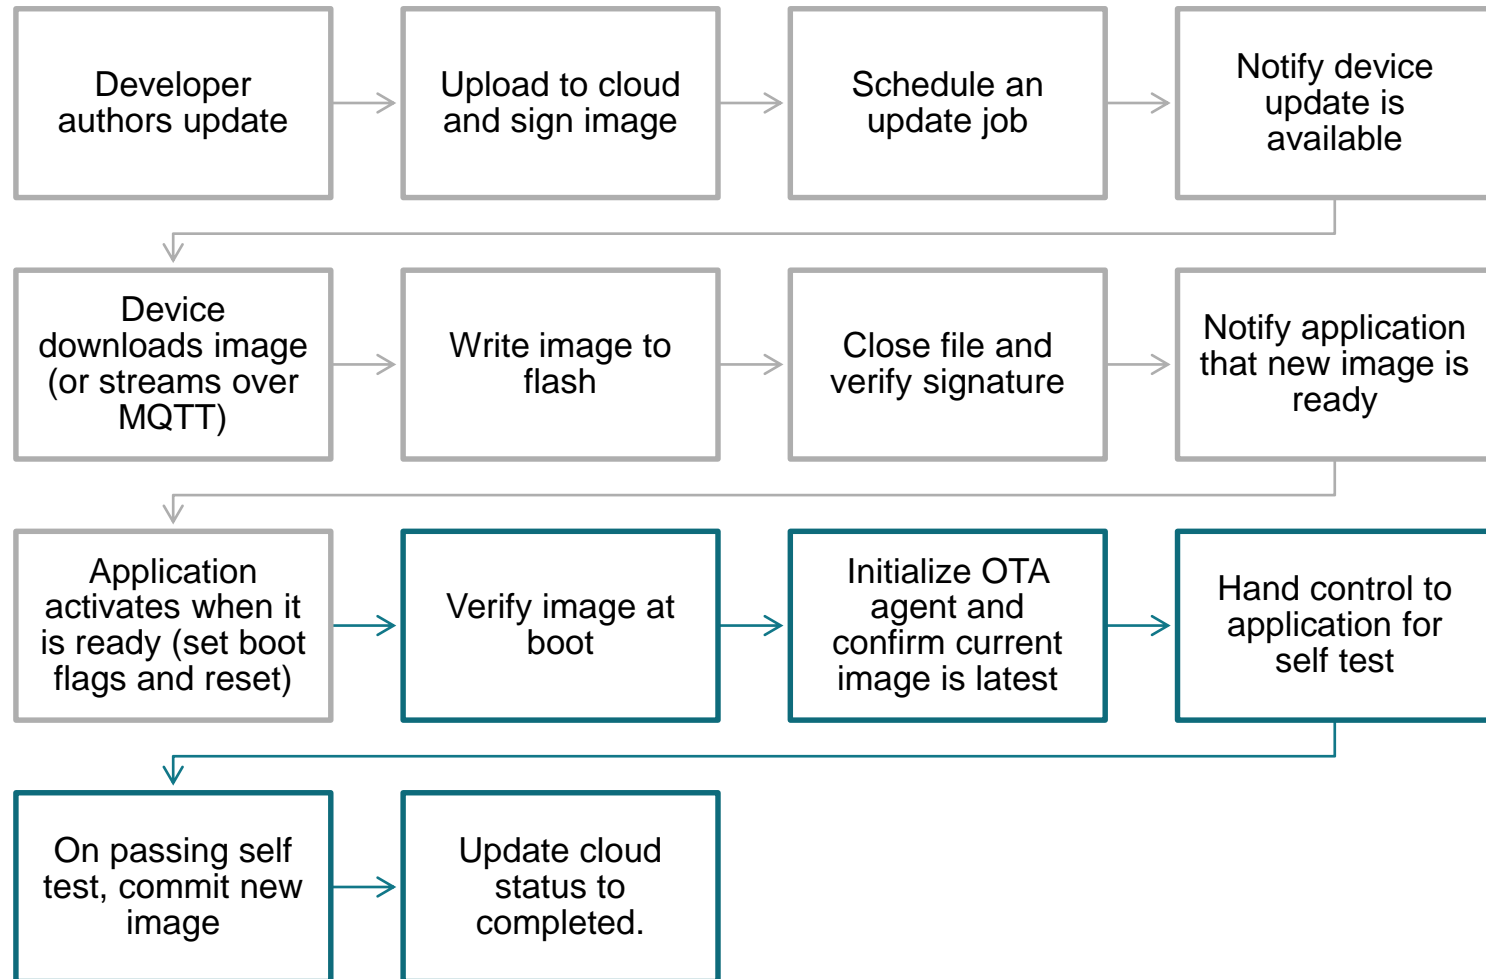 Developer
authors update
Upload to cloud
and sign image
Schedule an
update job
Notify device
update is
available
Device
downloads image
(or streams over
MQTT)
Write image to
flash
Close file and
verify signature
Notify application
that new image is
ready
Application
activates when it
is ready (set boot
flags and reset)
Verify image at
boot
Initialize OTA
agent and
confirm current
image is latest
Hand control to
application for
self test
On passing self
test, commit new
image
Update cloud
status to
completed.